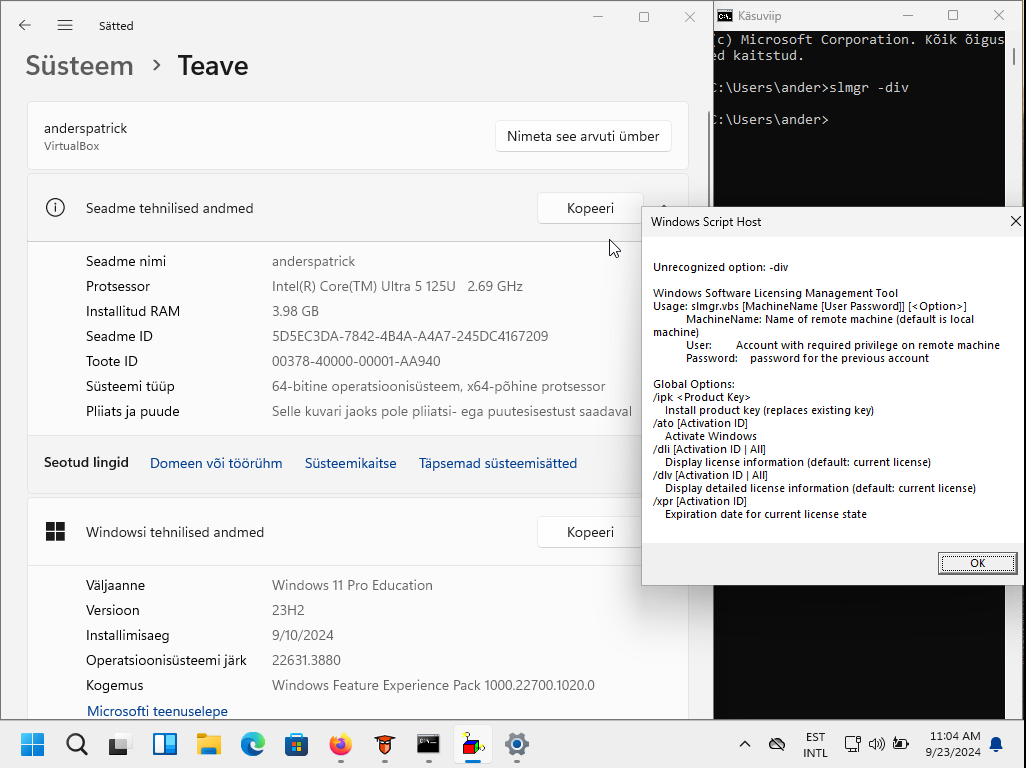 Sätted
Süsteem › Teave
anderspatrick
VirtualBox
Nimeta see arvuti ümber
Seadme tehnilised andmed
Kopeeri
Seadme nimi anderspatrick
Protsessor Intel(R) Core(TM) Ultra 5 125U 2.69 GHz
Installitud RAM 3.98 GB
Seadme ID 5D5EC3DA-7842-4B4A-A4A7-245DC4167209
Toote ID 00378-40000-00001-AA940
Süsteemi tüüp 64-bitine operatsioonisüsteem, x64-põhine protsessor
Pliiats ja puude Selle kuvari jaoks pole pliiatsi- ega puutesisestust saadaval
Seotud lingid Domeen või töörühm Süsteemikaitse Täpsemad süsteemisätted
Windowsi tehnilised andmed
Kopeeri
Väljaanne Windows 11 Pro Education
Versioon 23H2
Installimisaeg 9/10/2024
Operatsioonisüsteemi järk 22631.3880
Kogemus Windows Feature Experience Pack 1000.22700.1020.0
Microsofti teenuselepe
Käsuviip
(c) Microsoft Corporation. Kõik õigus
ed kaitstud.
C:\Users\ander>slmgr -div
C:\Users\ander>
Windows Script Host
Unrecognized option: -div
Windows Software Licensing Management Tool
Usage: slmgr.vbs [MachineName [User Password]] [<Option>]
MachineName: Name of remote machine (default is local
machine)
User: Account with required privilege on remote machine
Password: password for the previous account
Global Options:
/ipk <Product Key>
Install product key (replaces existing key)
/ato [Activation ID]
Activate Windows
/dli [Activation ID | All]
Display license information (default: current license)
/dlv [Activation ID | All]
Display detailed license information (default: current license)
/xpr [Activation ID]
Expiration date for current license state
OK
EST
INTL
11:04 AM
9/23/2024